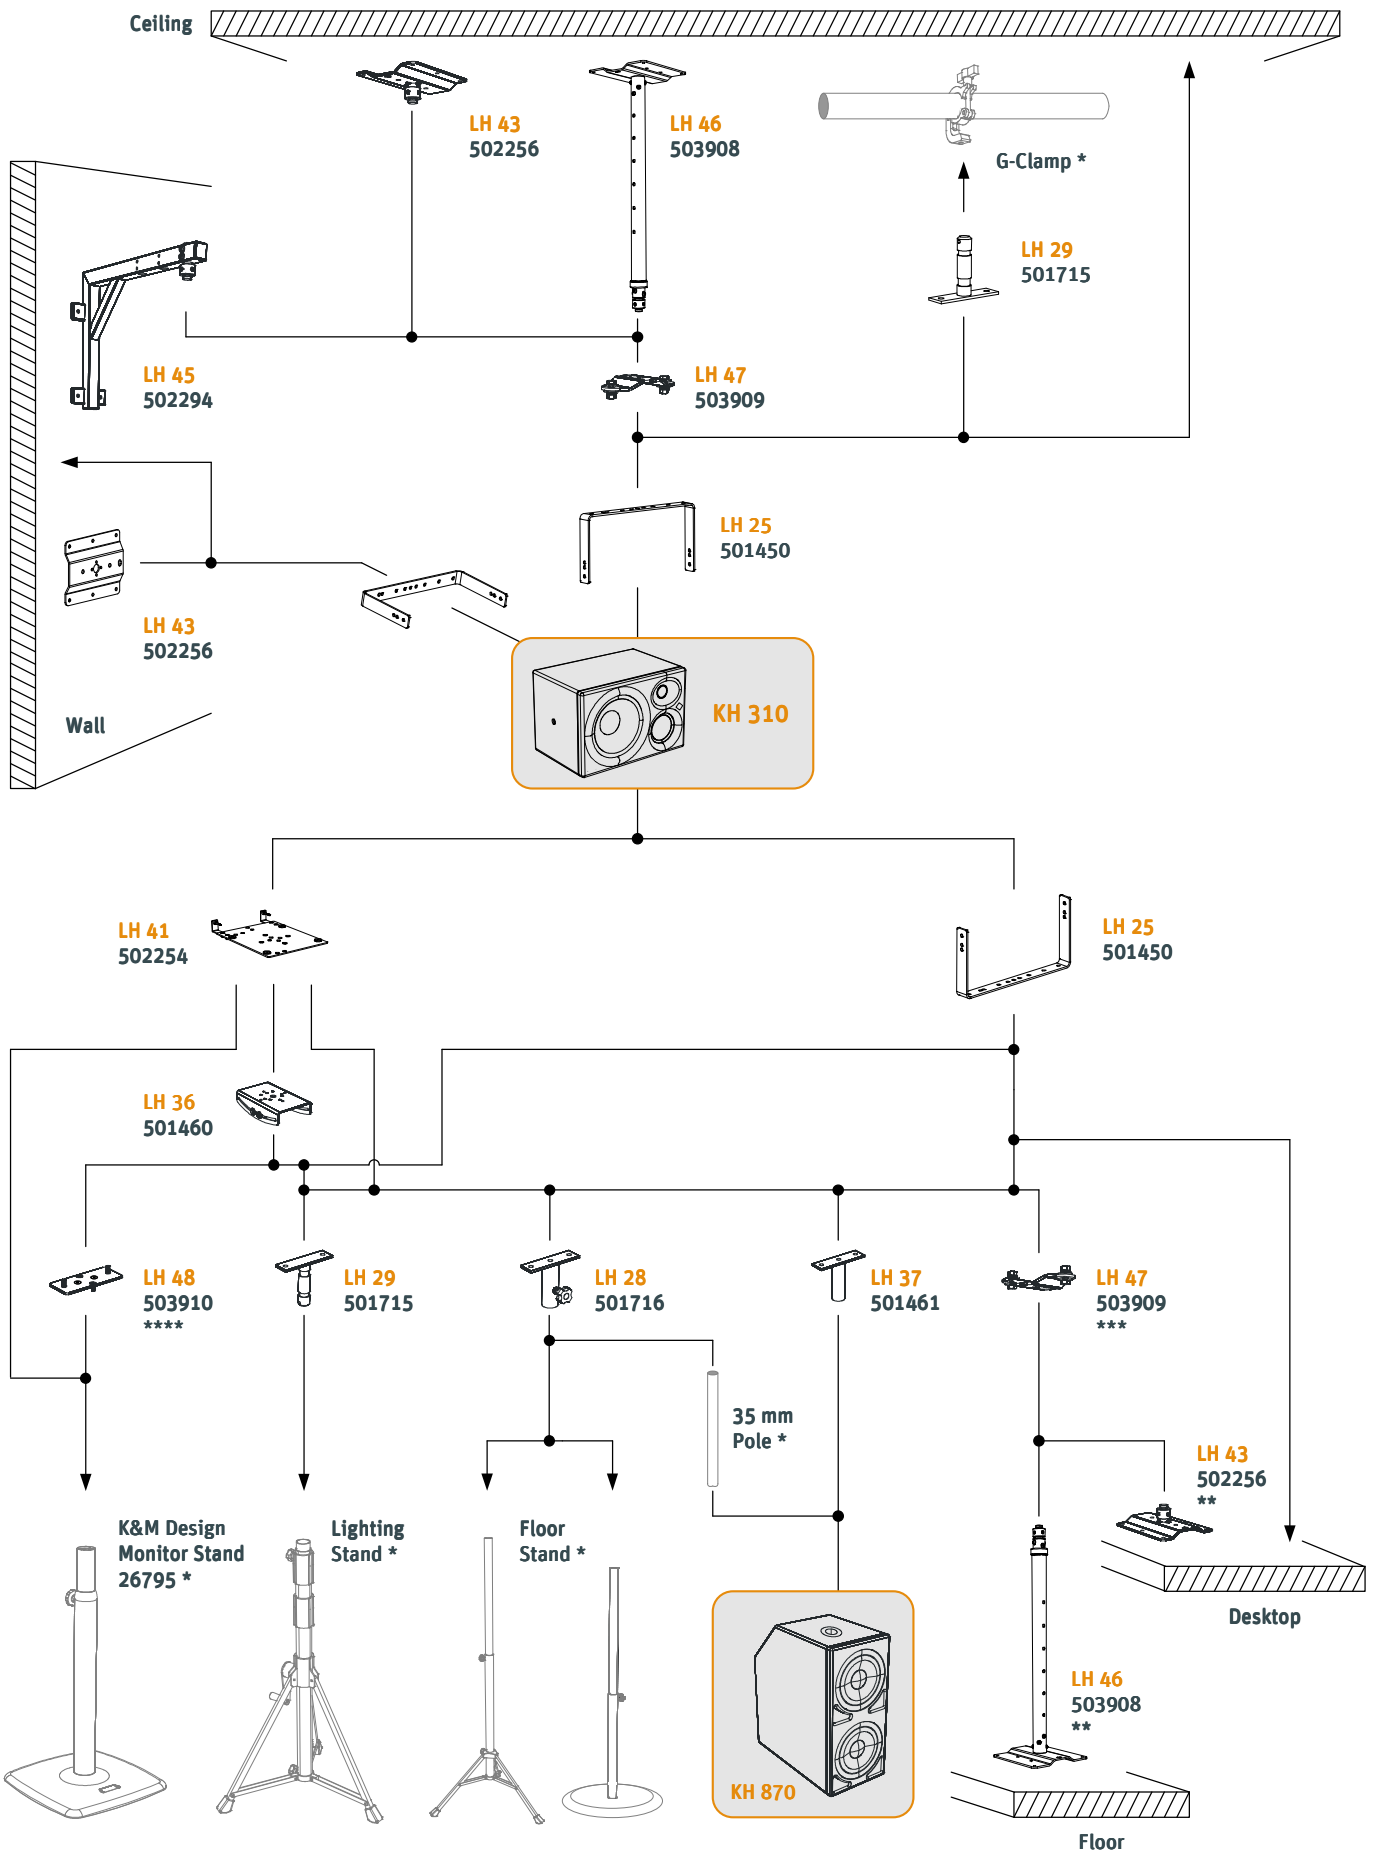 Ceiling
LH 43
502256
LH 46
503908
G-Clamp *
LH 29
501715
LH 45
502294
LH 47
503909
LH 25
501450
LH 43
502256
Wall
KH 310
LH 41
502254
LH 25
501450
LH 36
501460
LH 48
503910
****
LH 29
501715
LH 28
501716
LH 37
501461
LH 47
503909
***
35 mm
Pole *
LH 43
502256
**
K&M Design
Monitor Stand
26795 *
Lighting
Stand *
Floor
Stand *
Desktop
LH 46
503908
**
KH 870
Floor